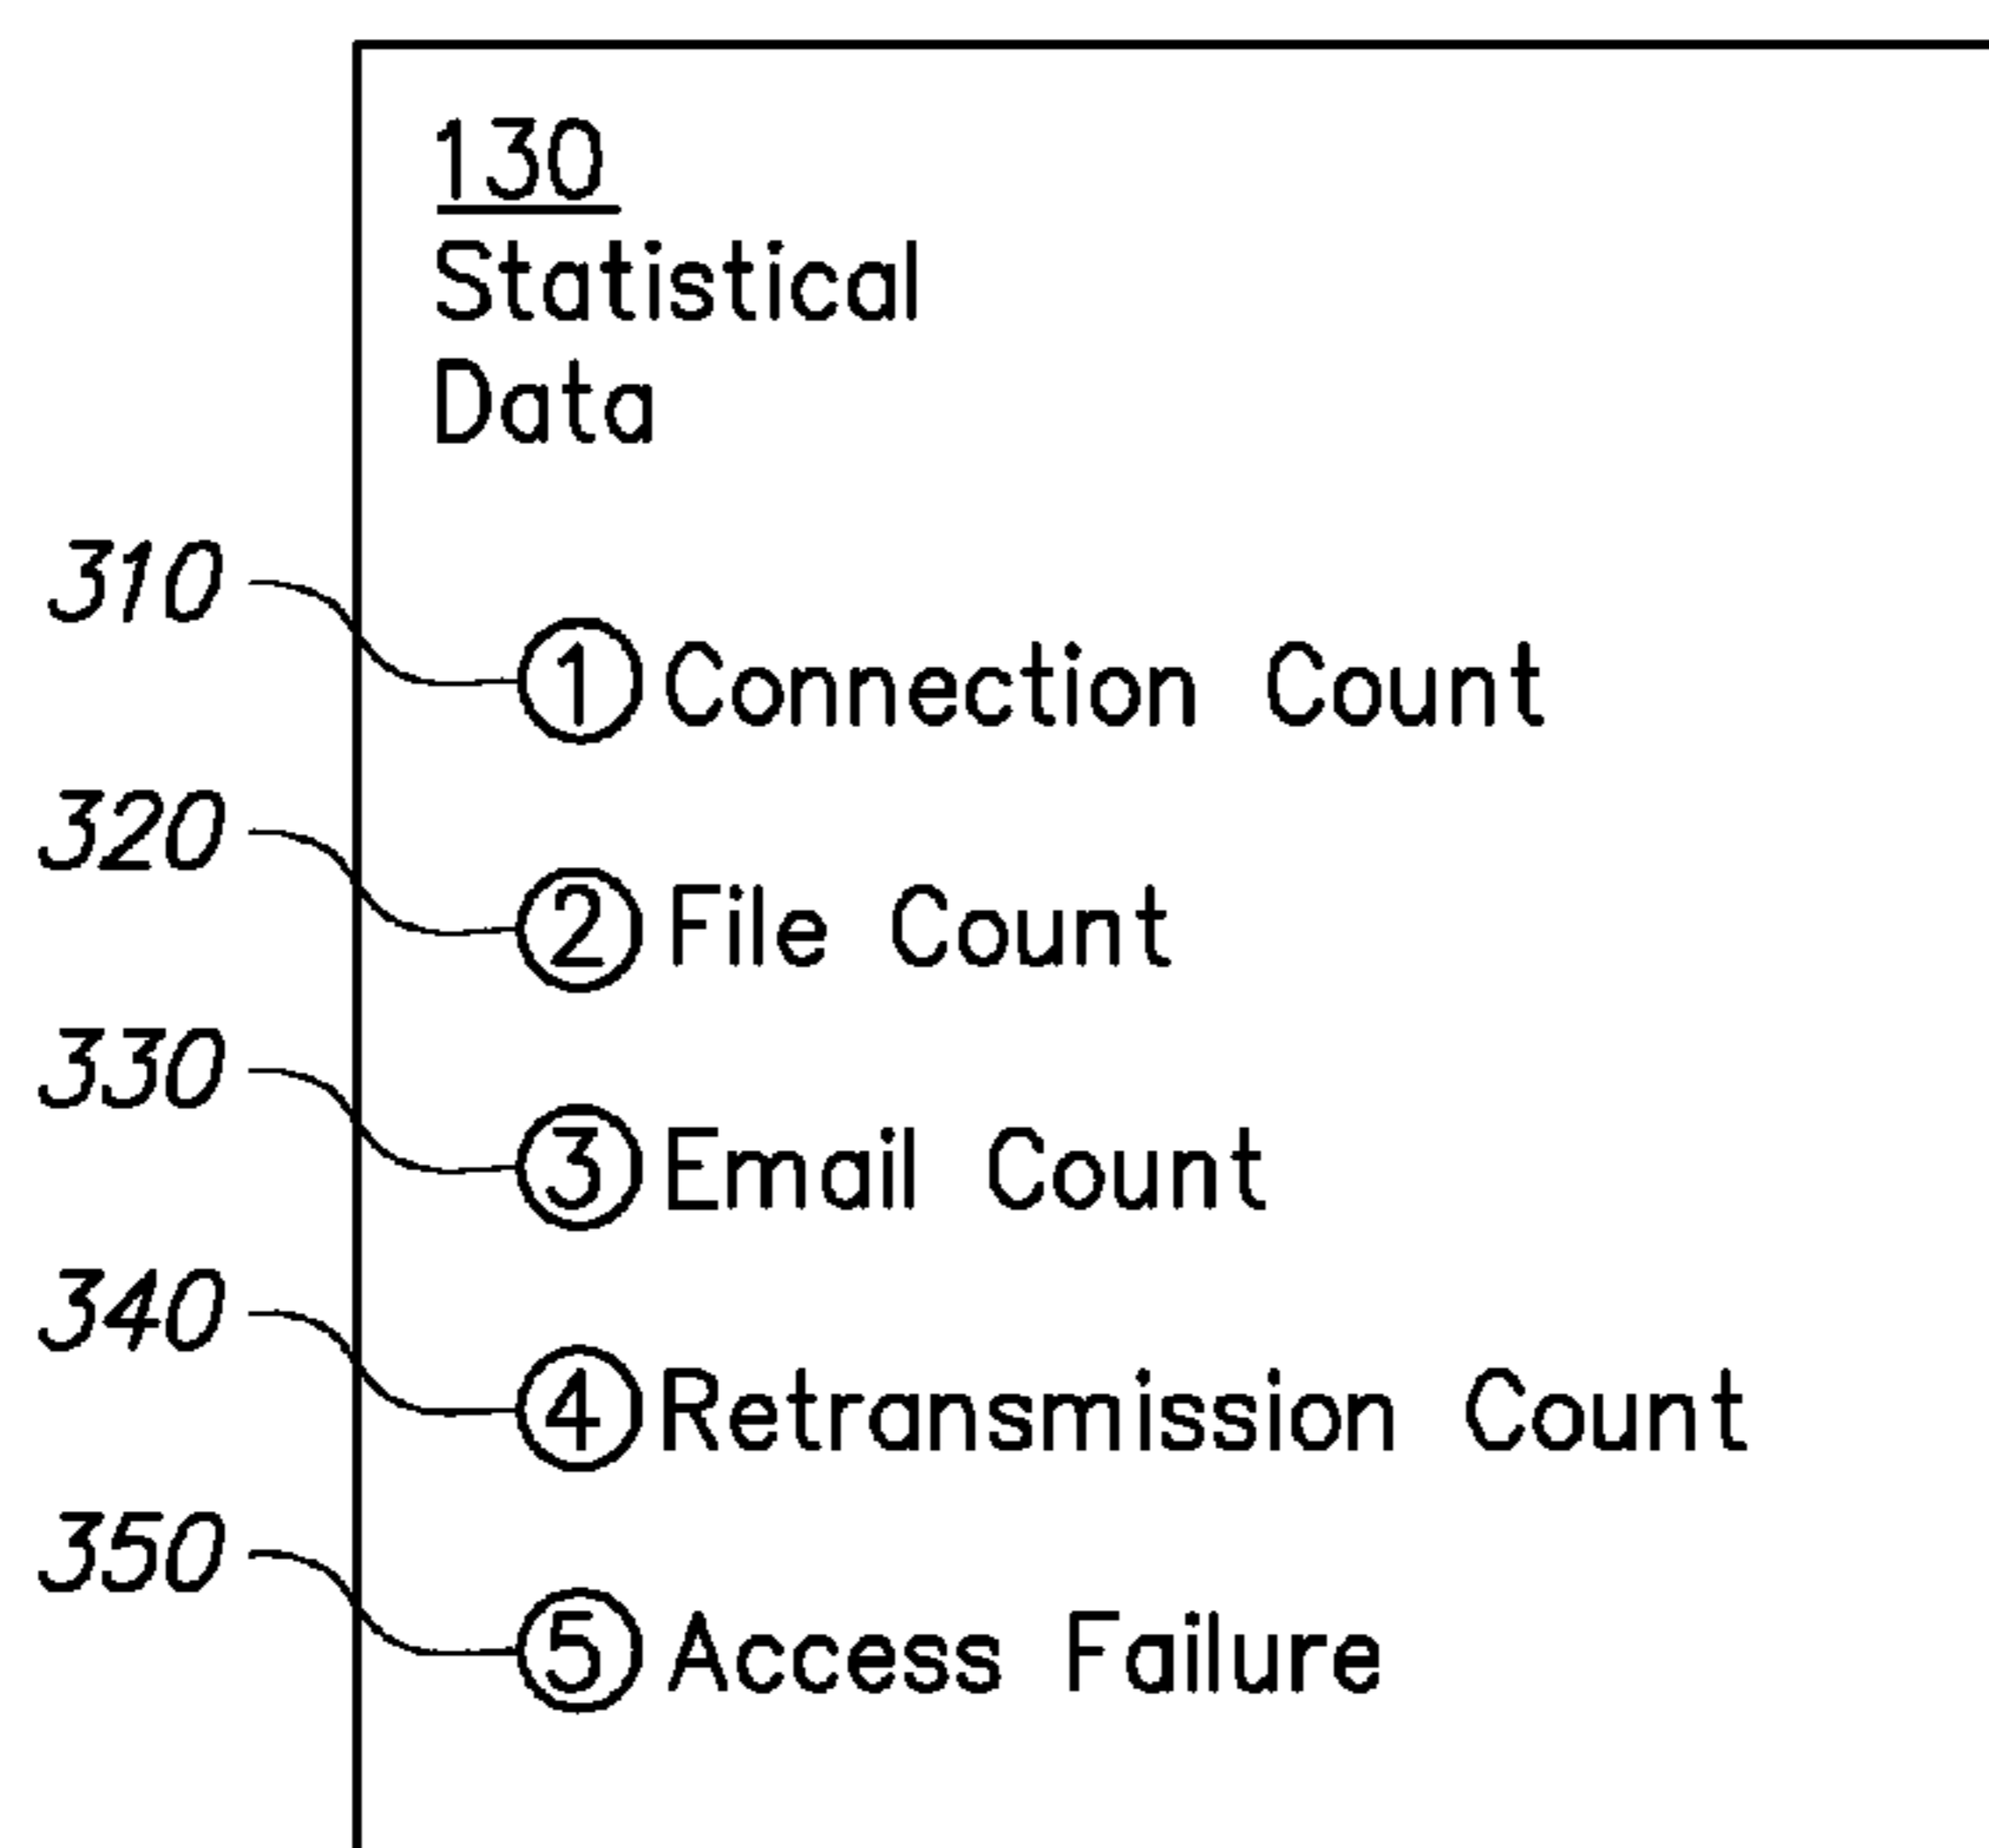 130
Statistical
Data
310
① Connection Count
320
② File Count
330
③ Email Count
340
④ Retransmission Count
350
⑤ Access Failure